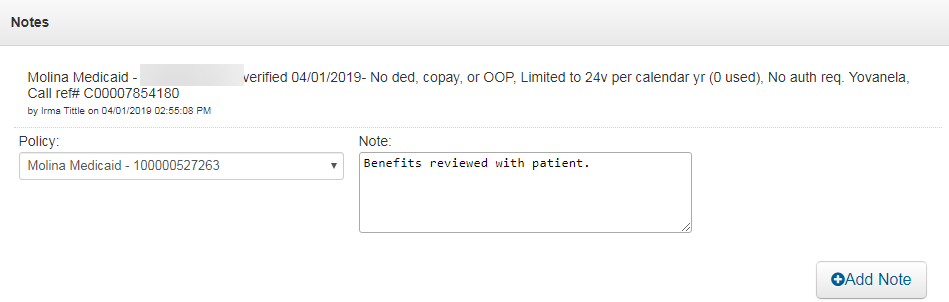 Notes
Molina Medicaid - verified 04/01/2019- No ded, copay, or OOP, Limited to 24v per calendar yr (0 used), No auth req. Yovanela,
Call ref# C00007854180
by Irma Tittle on 04/01/2019 02:55:08 PM
Policy:
Note:
Molina Medicaid - 100000527263
Benefits reviewed with patient.
Add Note